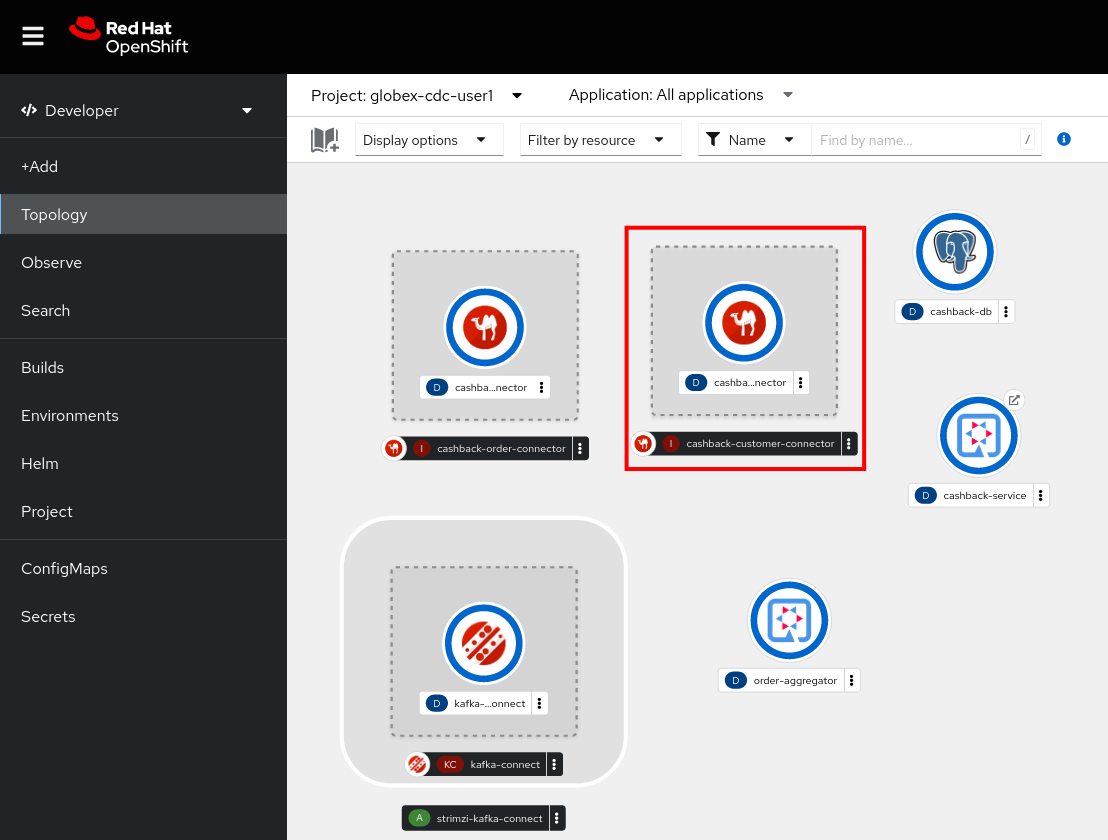 Red Hat
OpenShift
Developer
Project: globex-cdc-user1
Application: All applications
Display options
Filter by resource
Name
Find by name...
/
+Add
Topology
Observe
Search
Builds
Environments
Helm
Project
ConfigMaps
Secrets
D cashba...nector
I cashback-order-connector
D cashba...nector
I cashback-customer-connector
D cashback-db
D cashback-service
D kafka-...onnect
KC kafka-connect
A strimzi-kafka-connect
D order-aggregator